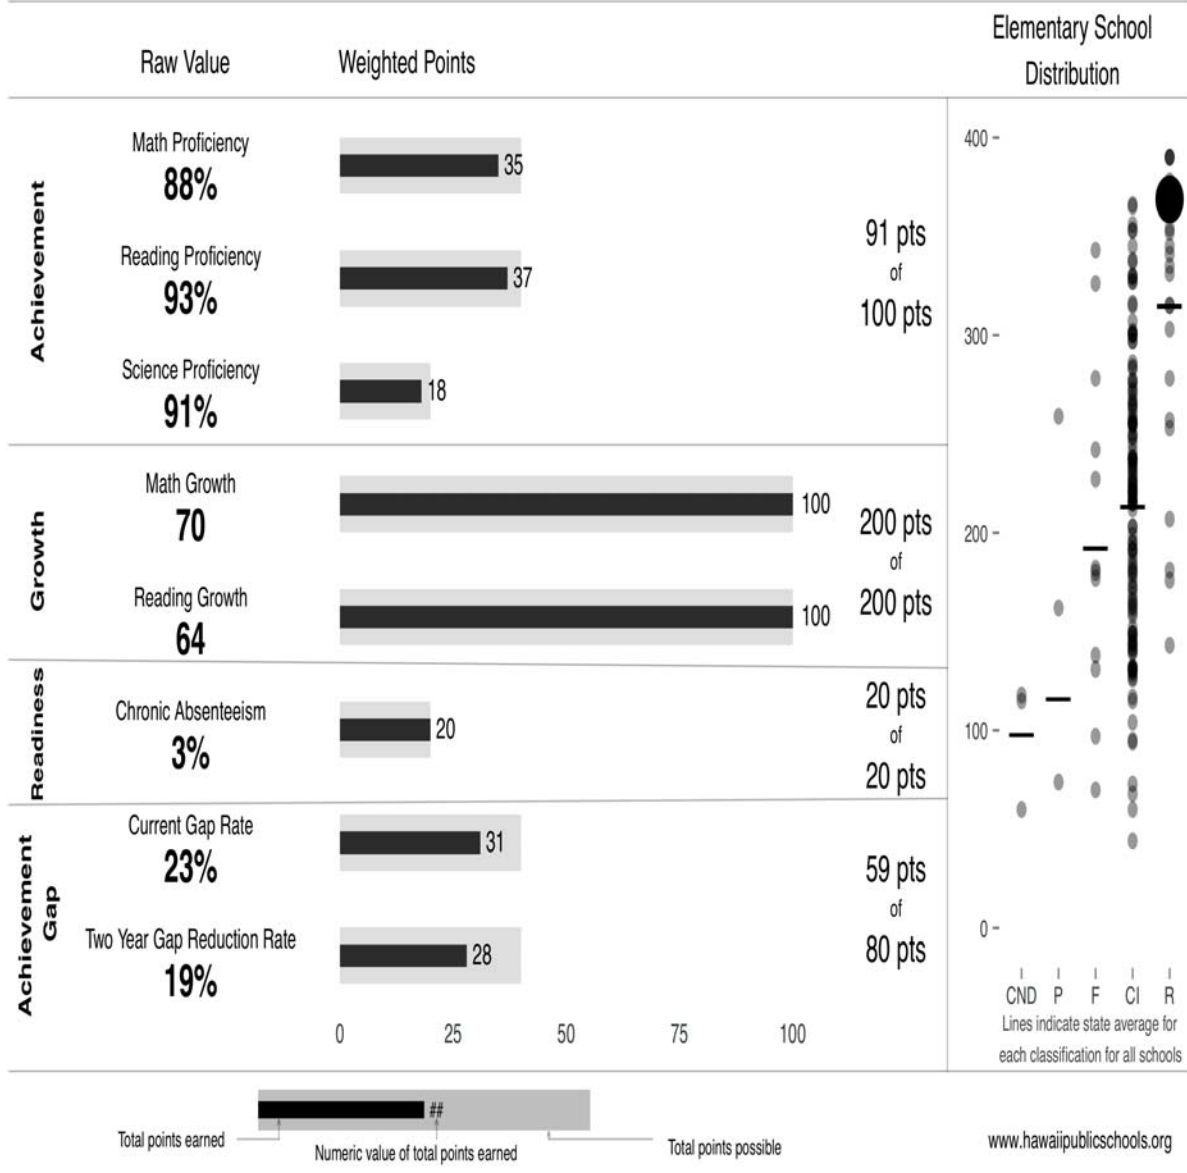 Raw Value
Weighted Points
Elementary School
Distribution
Achievement
Math Proficiency
88%
35
Reading Proficiency
93%
37
Science Proficiency
91%
18
91 pts
of
100 pts
Growth
Math Growth
70
100
Reading Growth
64
100
200 pts
of
200 pts
Readiness
Chronic Absenteeism
3%
20
20 pts
of
20 pts
Achievement
Gap
Current Gap Rate
23%
31
Two Year Gap Reduction Rate
19%
28
59 pts
of
80 pts
0 25 50 75 100
400
300
200
100
0
CND P F CI R
Lines indicate state average for
each classification for all schools
##
Total points earned
Numeric value of total points earned
Total points possible
www.hawaiipublicschools.org